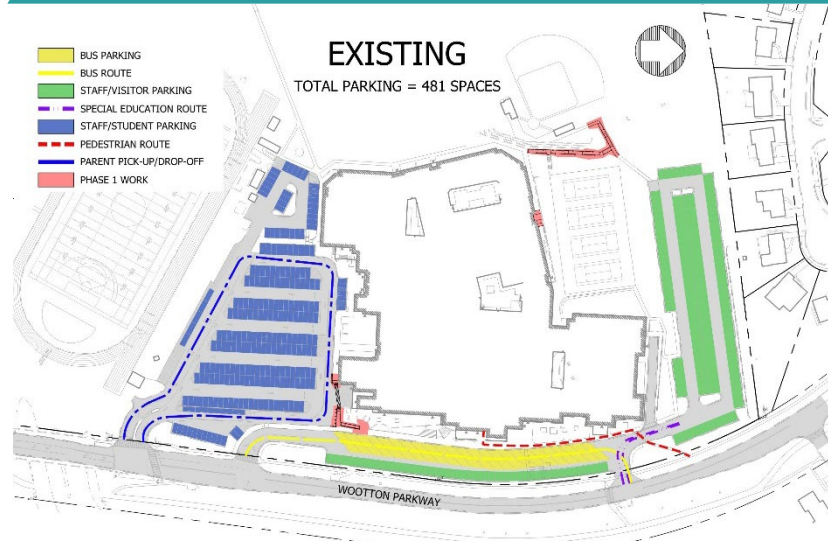 EXISTING
TOTAL PARKING = 481 SPACES
BUS PARKING
BUS ROUTE
STAFF/VISITOR PARKING
SPECIAL EDUCATION ROUTE
STAFF/STUDENT PARKING
PEDESTRIAN ROUTE
PARENT PICK-UP/DROP-OFF
PHASE 1 WORK
WOOTTON PARKWAY